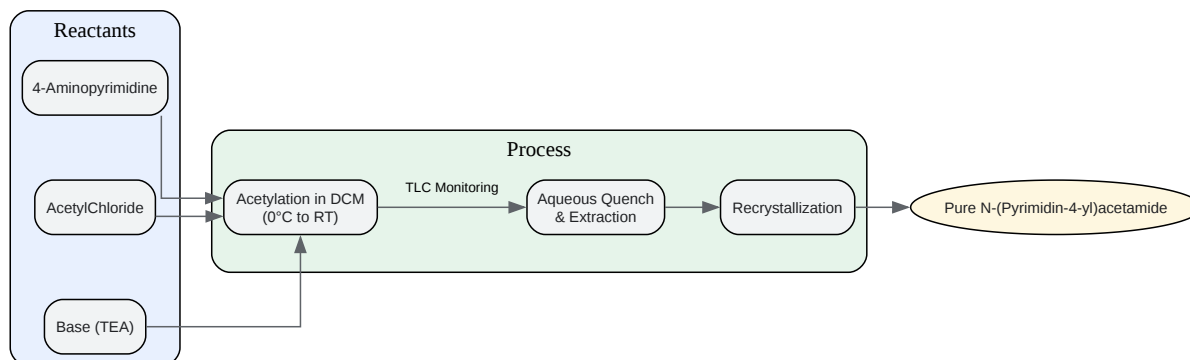 Reactants
4-Aminopyrimidine
Process
TLC Monitoring
AcetylChloride
Acetylation in DCM
(0°C to RT)
Aqueous Quench
& Extraction
Recrystallization
Pure N-(Pyrimidin-4-yl)acetamide
Base (TEA)